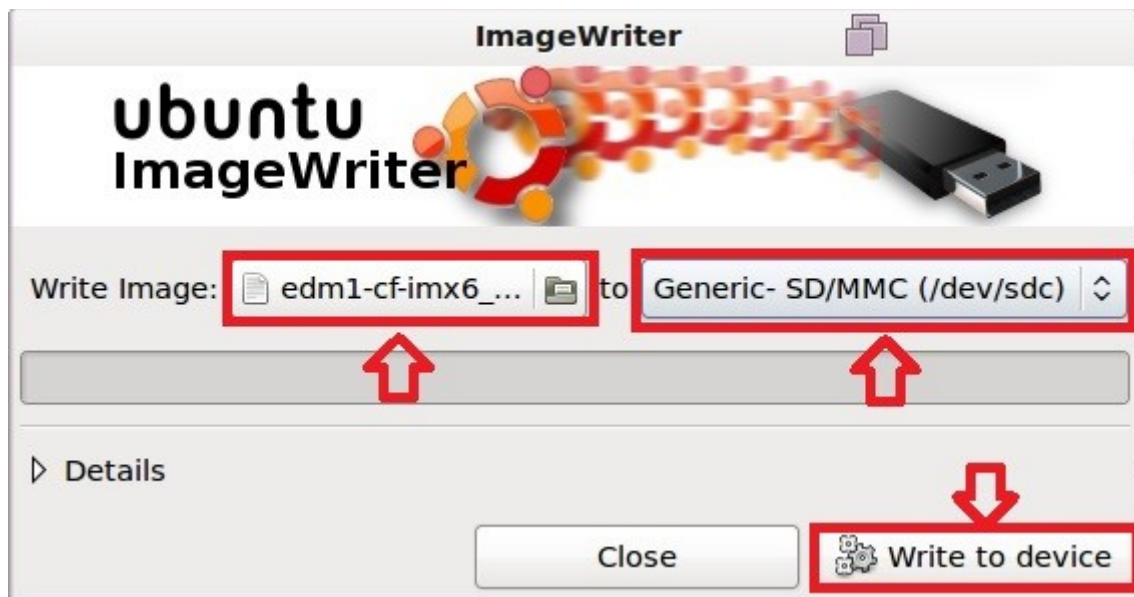 ImageWriter
ubuntu
ImageWriter
Write Image: edm1-cf-imx6_... to Generic- SD/MMC (/dev/sdc)
Details
Close Write to device